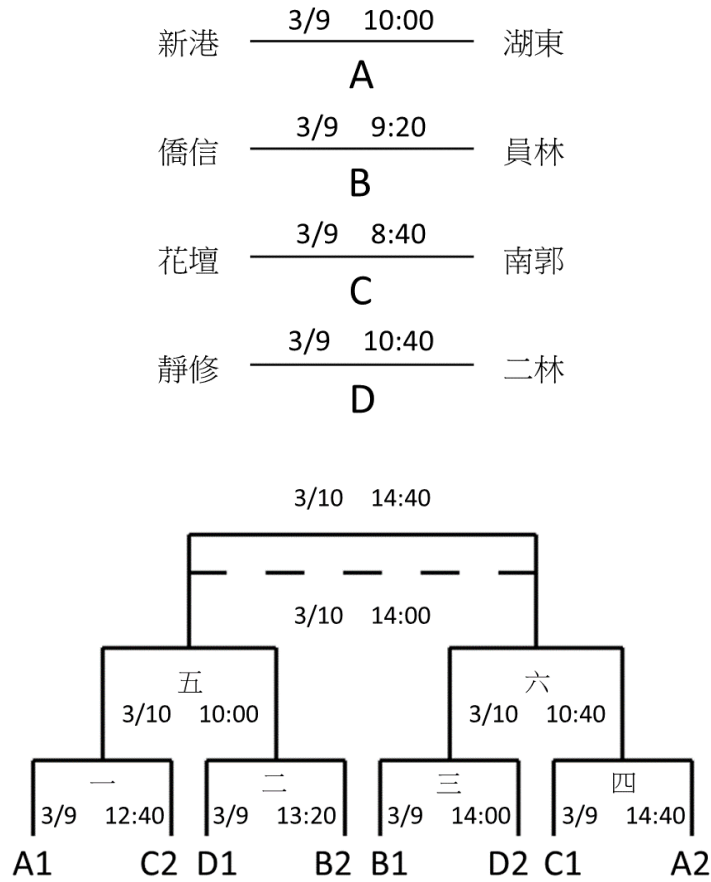 新港 3/9 10:00 湖東
A
僑信 3/9 9:20 員林
B
花壇 3/9 8:40 南郭
C
靜修 3/9 10:40 二林
D
3/10 14:40
3/10 14:00
五 六
3/10 10:00 3/10 10:40
一 二 三 四
3/9 12:40 3/9 13:20 3/9 14:00 3/9 14:40
A1 C2 D1 B2 B1 D2 C1 A2